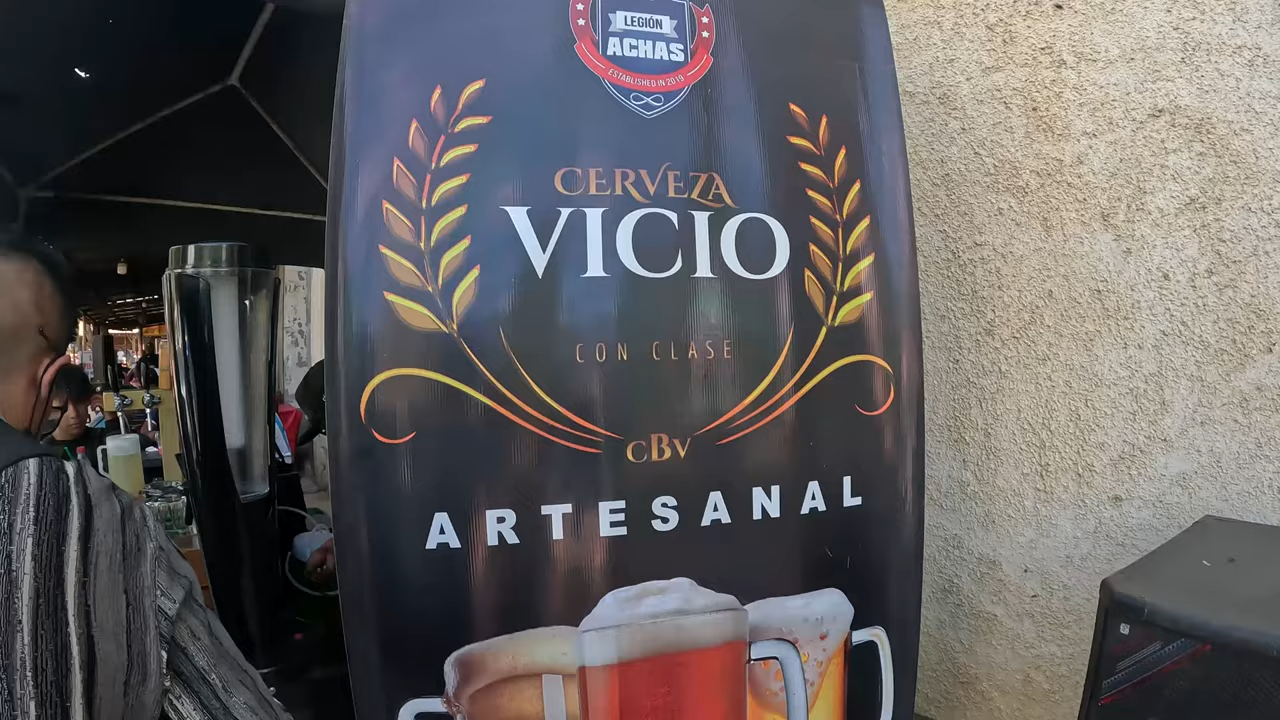 LEGIÓN
ACHAS
ESTABLISHED IN 2019
CERVEZA
VICIO
CON CLASE
CBV
ARTESANAL